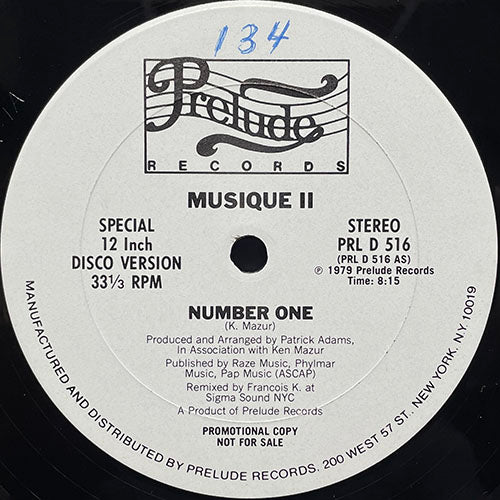 134
Prelude
RECORDS
MUSIQUE II
SPECIAL
12 Inch
DISCO VERSION
33⅓ RPM
STEREO
PRL D 516
(PRL D 516 AS)
℗ 1979 Prelude Records
Time: 8:15
NUMBER ONE
(K. Mazur)
Produced and Arranged by Patrick Adams,
In Association with Ken Mazur
Published by Raze Music, Phylmar
Music, Pap Music (ASCAP)
Remixed by Francois K. at
Sigma Sound NYC
A Product of Prelude Records
PROMOTIONAL COPY
NOT FOR SALE
MANUFACTURED AND DISTRIBUTED BY PRELUDE RECORDS, 200 WEST 57 ST., NEW YORK, NY 10019